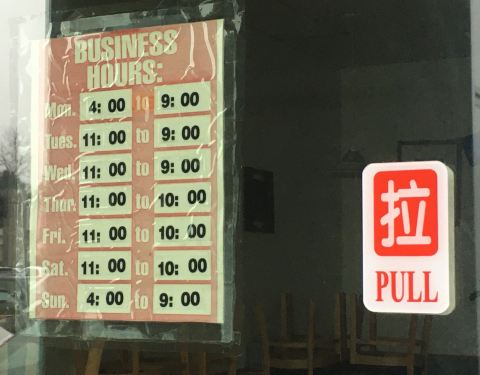 BUSINESS
HOURS:
Mon. 4: 00 to 9: 00
Tues. 11: 00 to 9: 00
Wed. 11: 00 to 9: 00
Thur. 11: 00 to 10: 00
Fri. 11: 00 to 10: 00
Sat. 11: 00 to 10: 00
Sun. 4: 00 to 9: 00
拉
PULL